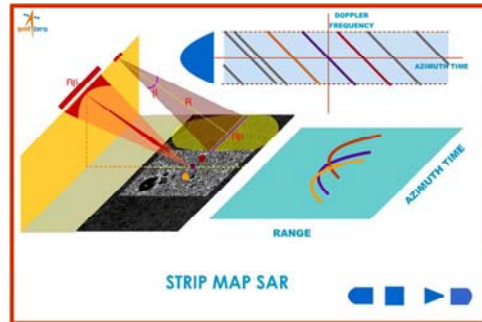 DOPPLER
FREQUENCY
AZIMUTH TIME
R
AZIMUTH TIME
RANGE
STRIP MAP SAR